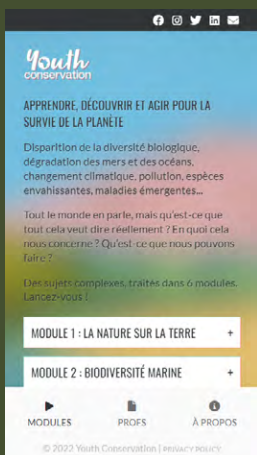 Youth
conservation
APPRENDRE, DÉCOUVRIR ET AGIR POUR LA
SURVIE DE LA PLANÈTE
Disparition de la diversité biologique,
dégradation des mers et des océans,
changement climatique, pollution, espèces
envahissantes, maladies émergentes...
Tout le monde en parle, mais qu'est-ce que
tout cela veut dire réellement ? En quoi cela
nous concerne ? Qu'est-ce que nous pouvons
faire ?
Des sujets complexes, traités dans 6 modules.
Lancez-vous !
MODULE 1 : LA NATURE SUR LA TERRE +
MODULE 2 : BIODIVERSITÉ MARINE +
MODULES PROFS À PROPOS
© 2022 Youth Conservation | PRIVACY POLICY